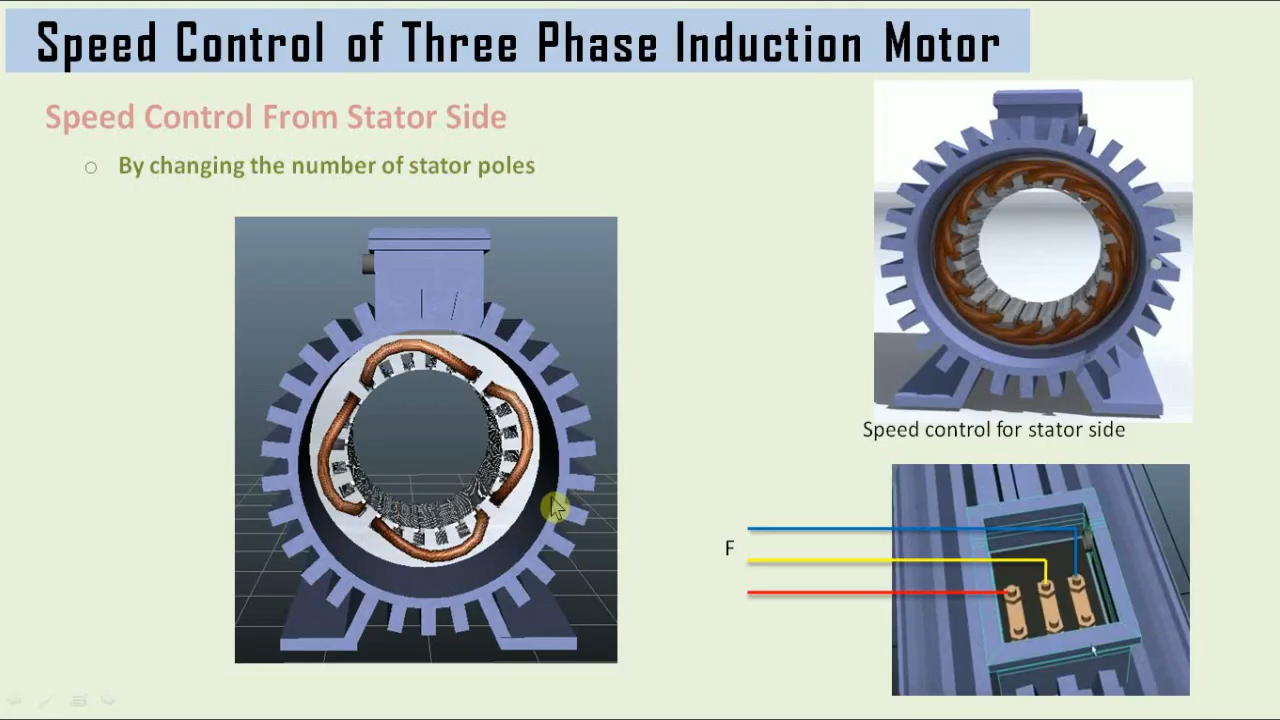 Speed Control of Three Phase Induction Motor
Speed Control From Stator Side
By changing the number of stator poles
Speed control for stator side
F